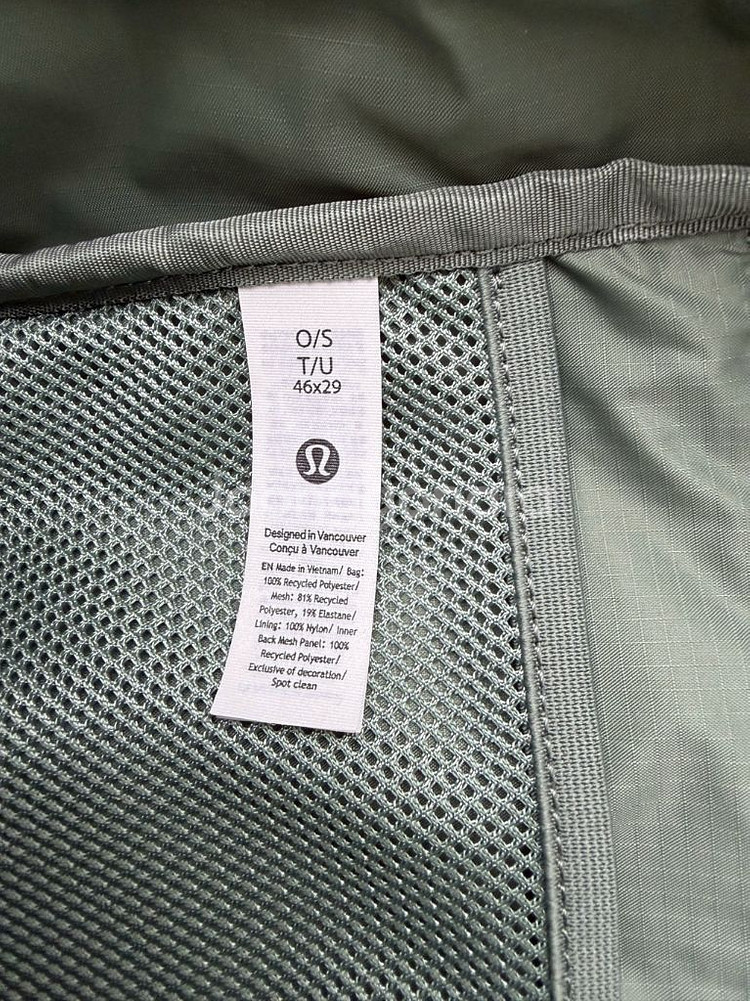 O/S
T/U
46x29
Designed in Vancouver
Conçu à Vancouver
EN Made in Vietnam/ Bag:
100% Recycled Polyester/
Mesh: 81% Recycled
Polyester, 19% Elastane/
Lining: 100% Nylon/ Inner
Back Mesh Panel: 100%
Recycled Polyester/
Exclusive of decoration/
Spot clean